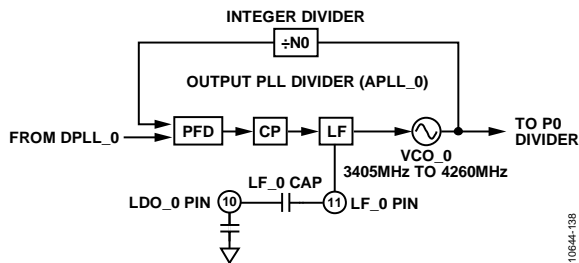 INTEGER DIVIDER
÷N0
OUTPUT PLL DIVIDER (APLL_0)
FROM DPLL_0
PFD
CP
LF
TO P0
DIVIDER
VCO_0
3405MHz TO 4260MHz
LF_0 CAP
LDO_0 PIN
10
11
LF_0 PIN
10644-138